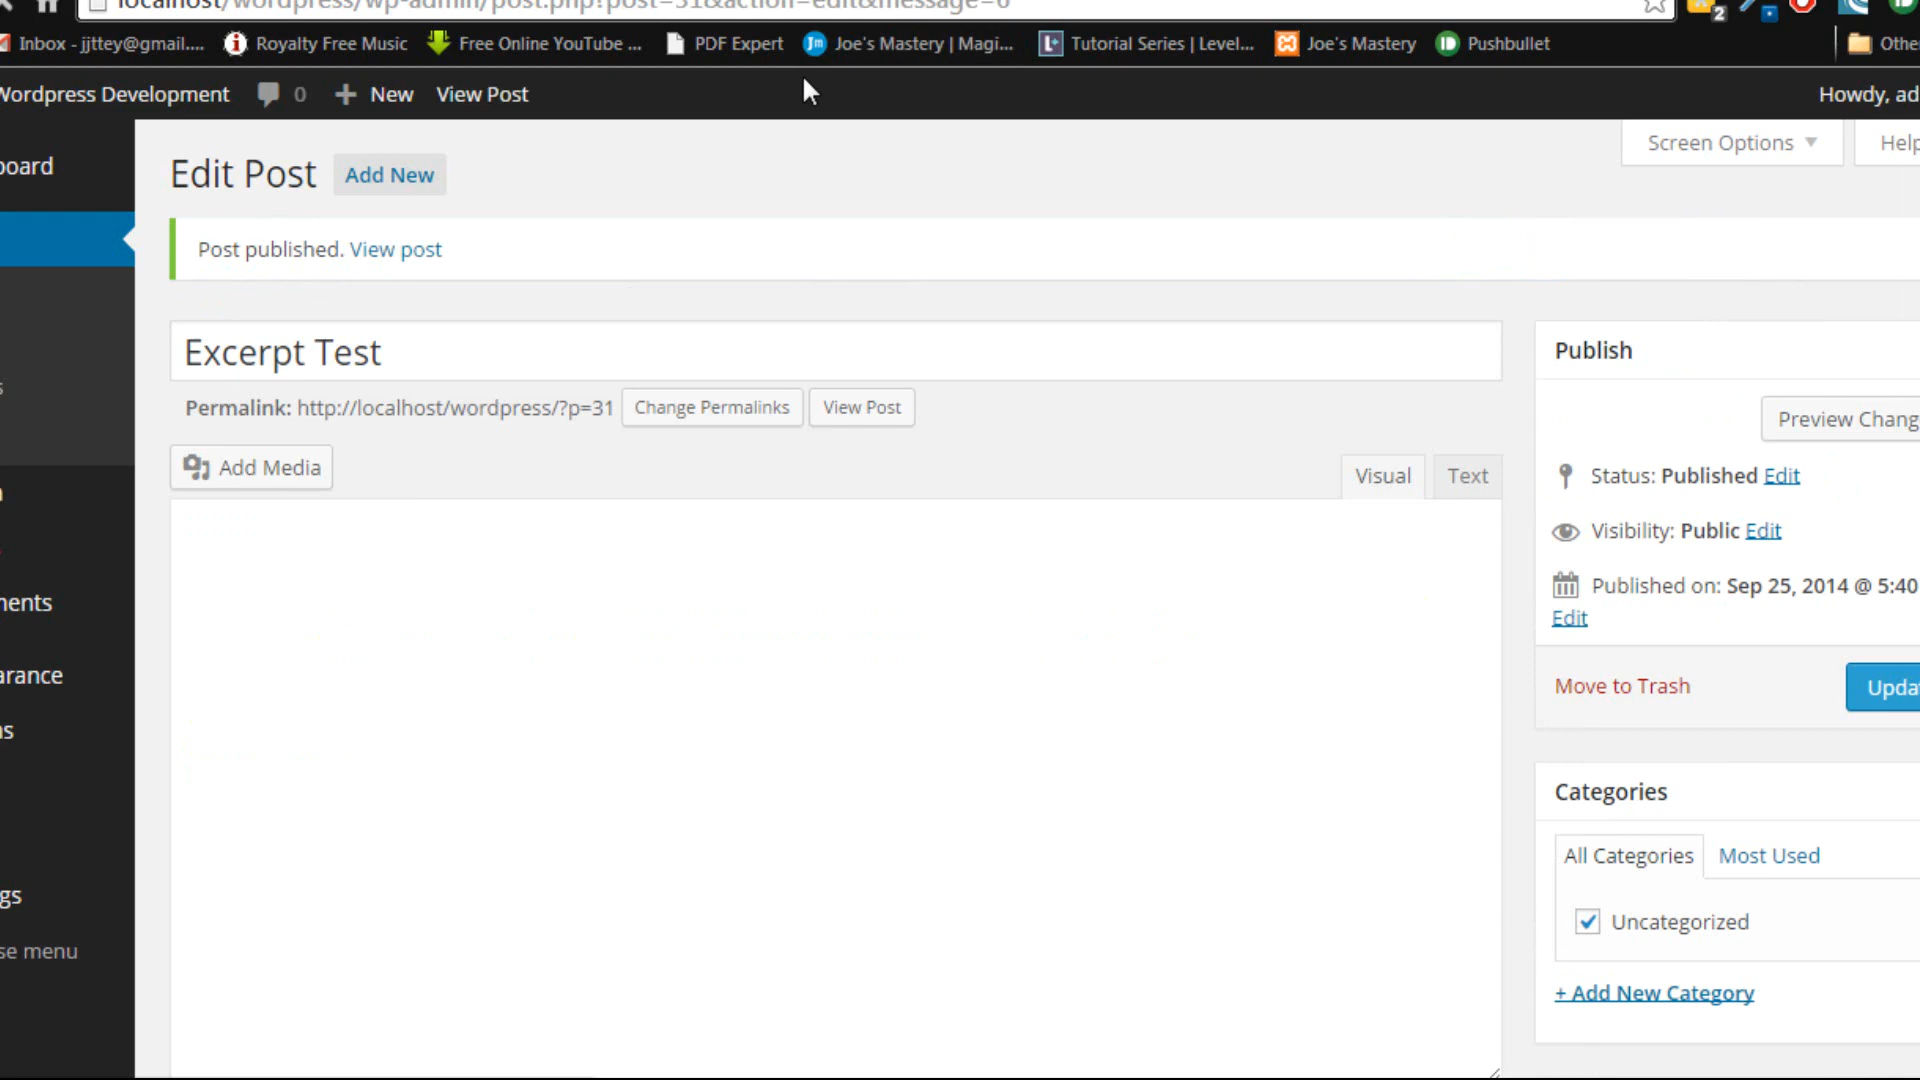 localhost/wordpress/wp-admin/post.php?post=31&action=edit&message=6
2
Inbox - jjttey@gmail.... Royalty Free Music Free Online YouTube ... PDF Expert Joe's Mastery | Magi... Tutorial Series | Level... Joe's Mastery Pushbullet Othe
Wordpress Development 0 New View Post Howdy, ad
board
Screen Options Help
Edit Post Add New
Post published. View post
Excerpt Test
Publish
Permalink: http://localhost/wordpress/?p=31 Change Permalinks View Post
Preview Chang
Add Media
Visual Text
Status: Published Edit
Visibility: Public Edit
Published on: Sep 25, 2014 @ 5:40
Edit
ments
arance
Move to Trash
Upda
ns
Categories
All Categories Most Used
gs
Uncategorized
se menu
+ Add New Category